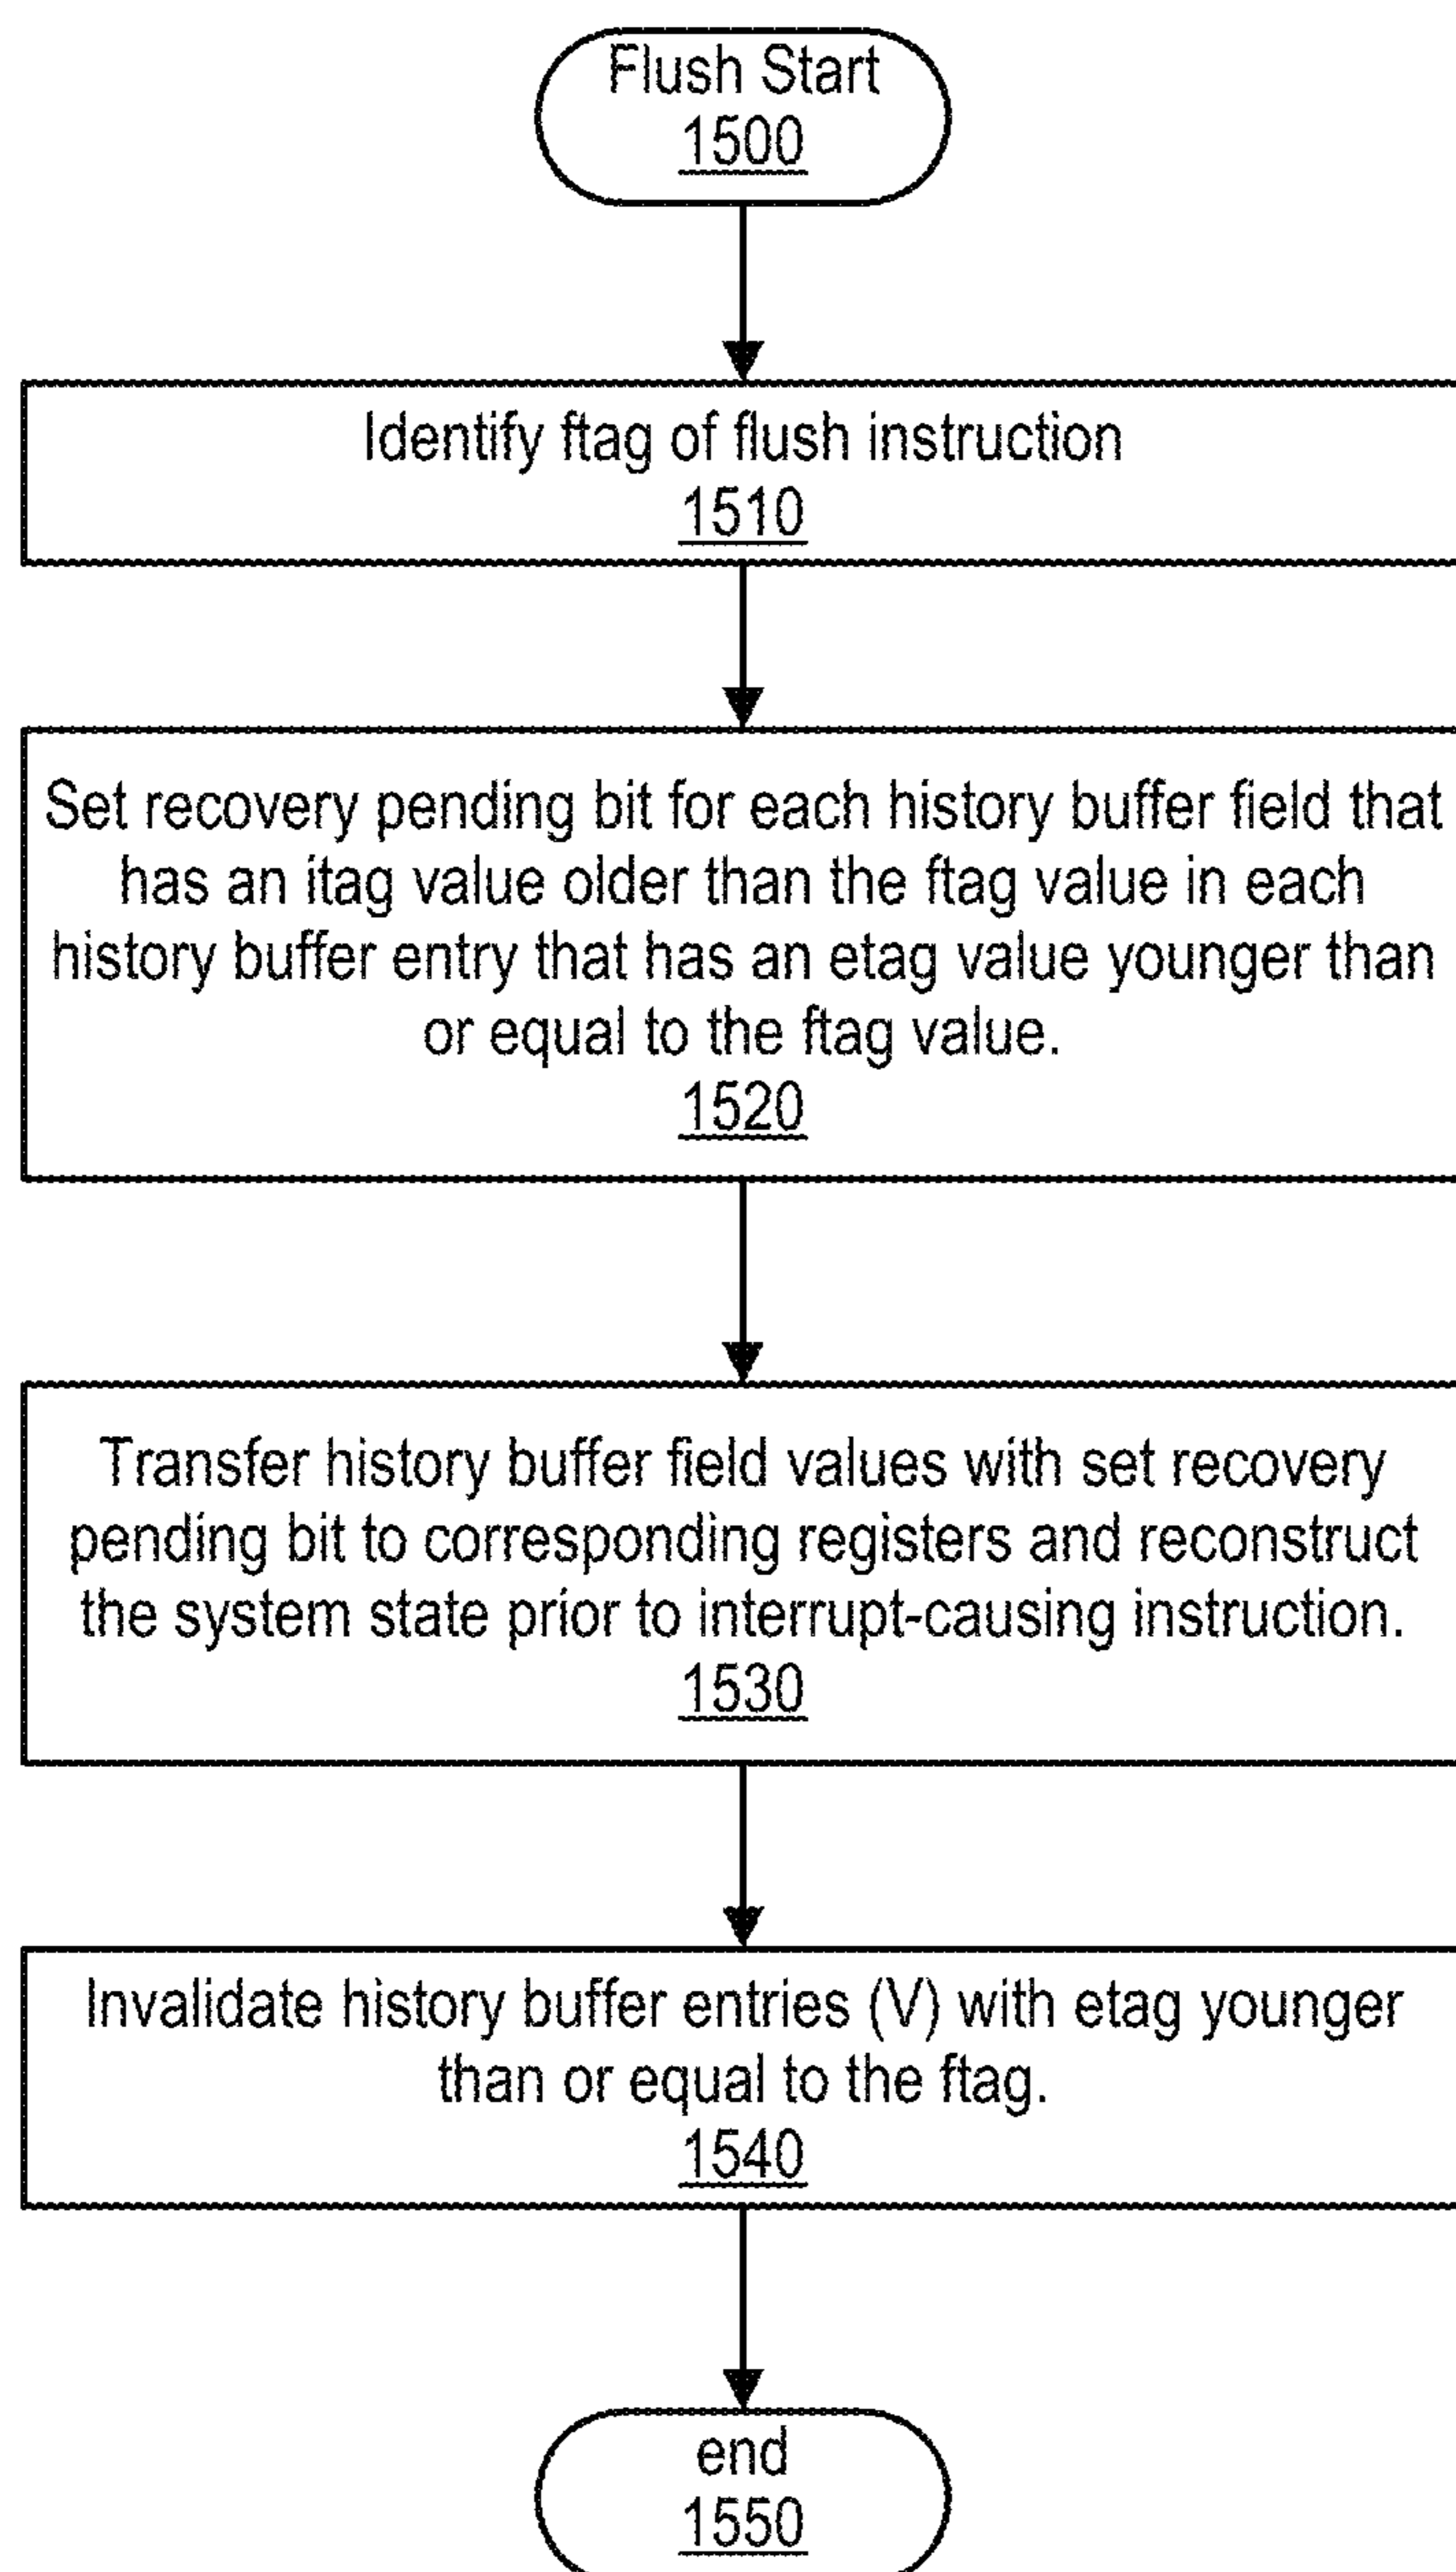 Flush Start
1500
Identify ftag of flush instruction
1510
Set recovery pending bit for each history buffer field that
has an itag value older than the ftag value in each
history buffer entry that has an etag value younger than
or equal to the ftag value.
1520
Transfer history buffer field values with set recovery
pending bit to corresponding registers and reconstruct
the system state prior to interrupt-causing instruction.
1530
Invalidate history buffer entries (V) with etag younger
than or equal to the ftag.
1540
end
1550